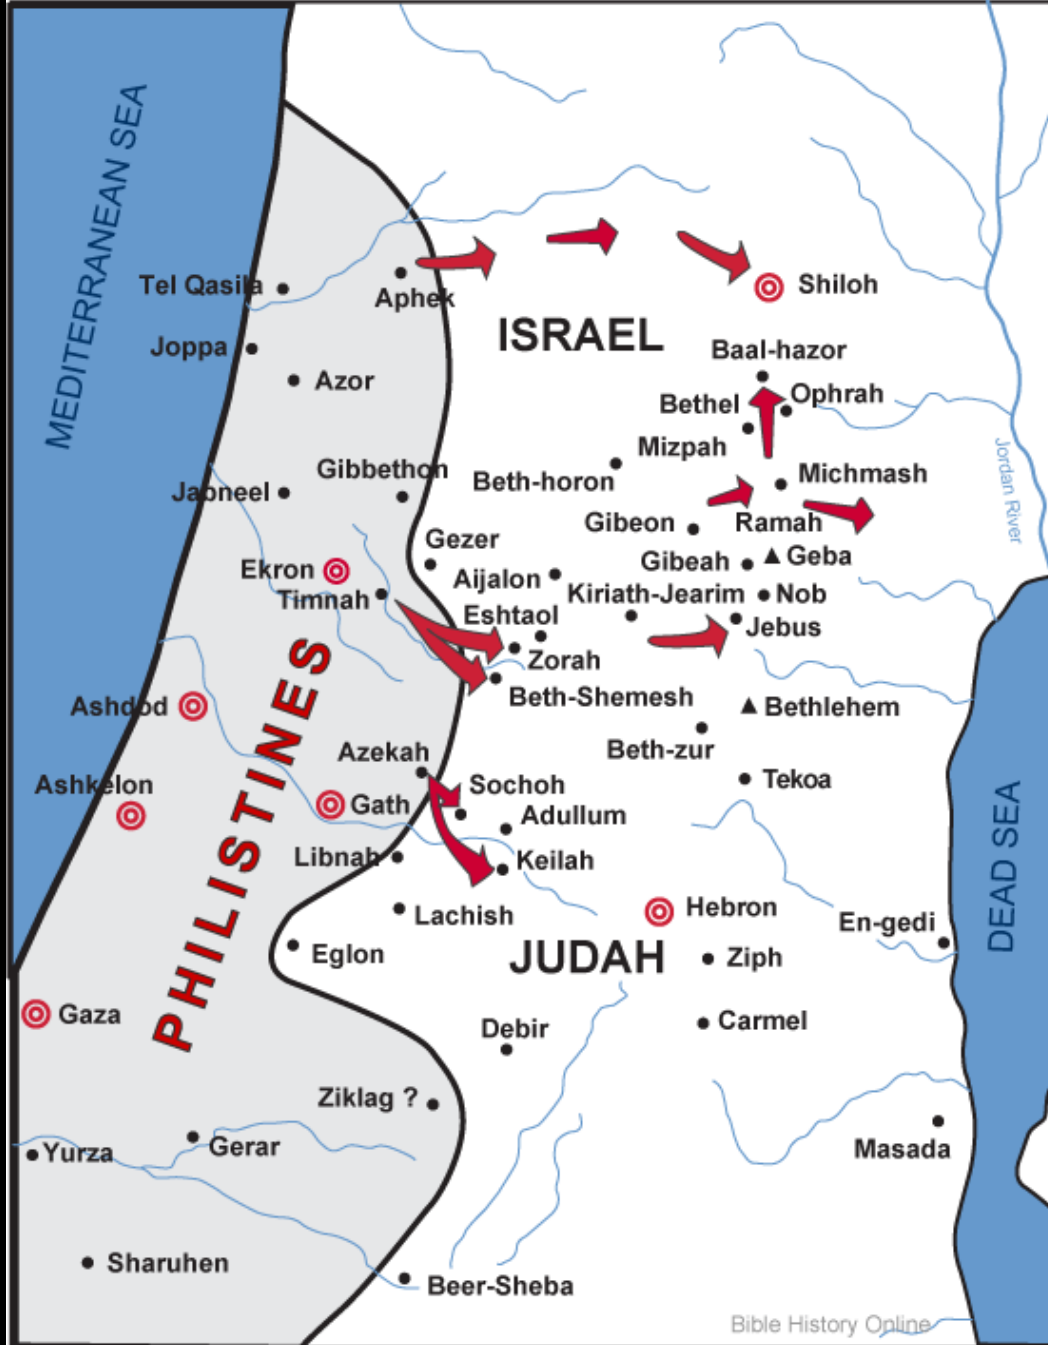 MEDITERRANEAN SEA
Tel Qasila
Aphek
Shiloh
ISRAEL
Joppa
Baal-hazor
Azor
Ophrah
Bethel
Mizpah
Gibbethon
Michmash
Beth-horon
Jabneel
Jordan River
Gibeon
Ramah
Gezer
Geba
Gibeah
Ekron
Aijalon
Timnah
Kiriath-Jearim
Nob
Eshtaol
Jebus
Zorah
Beth-Shemesh
Ashdod
Bethlehem
PHILISTINES
Azekah
Beth-zur
Tekoa
Ashkelon
Sochoh
Gath
Adullum
DEAD SEA
Libnah
Keilah
Hebron
Lachish
En-gedi
Eglon
JUDAH
Ziph
Gaza
Carmel
Debir
Ziklag ?
Gerar
Yurza
Masada
Sharuhen
Beer-Sheba
Bible History Online